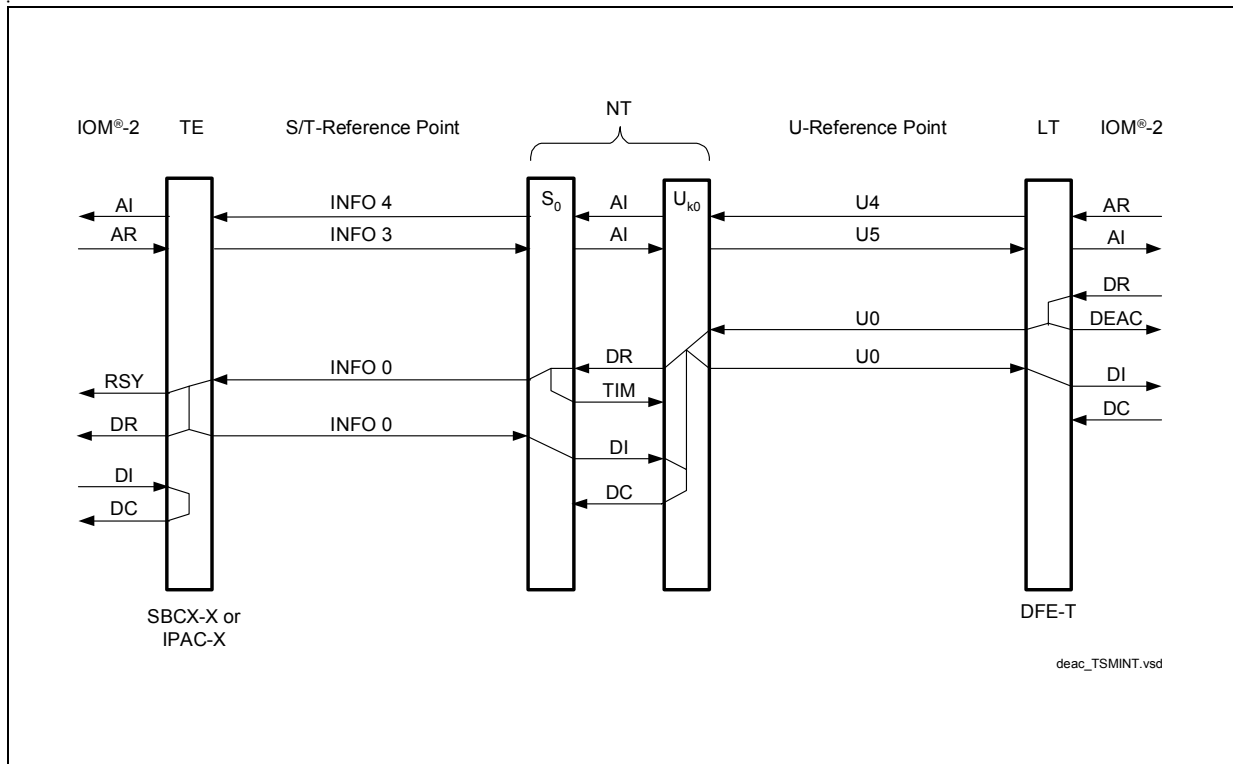 NT
IOM®-2 TE S/T-Reference Point U-Reference Point LT IOM®-2
S0 Uk0
AI INFO 4 AI U4 AR
AR INFO 3 AI U5 AI
DR
U0 DEAC
DR U0
INFO 0 DI
RSY TIM
DC
DR INFO 0
DI
DI
DC
DC
SBCX-X or
IPAC-X
DFE-T
deac_TSMINT.vsd